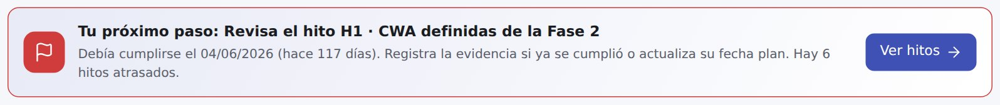 Tu próximo paso: Revisa el hito H1 · CWA definidas de la Fase 2
Debía cumplirse el 04/06/2026 (hace 117 días). Registra la evidencia si ya se cumplió o actualiza su fecha plan. Hay 6
hitos atrasados.
Ver hitos →